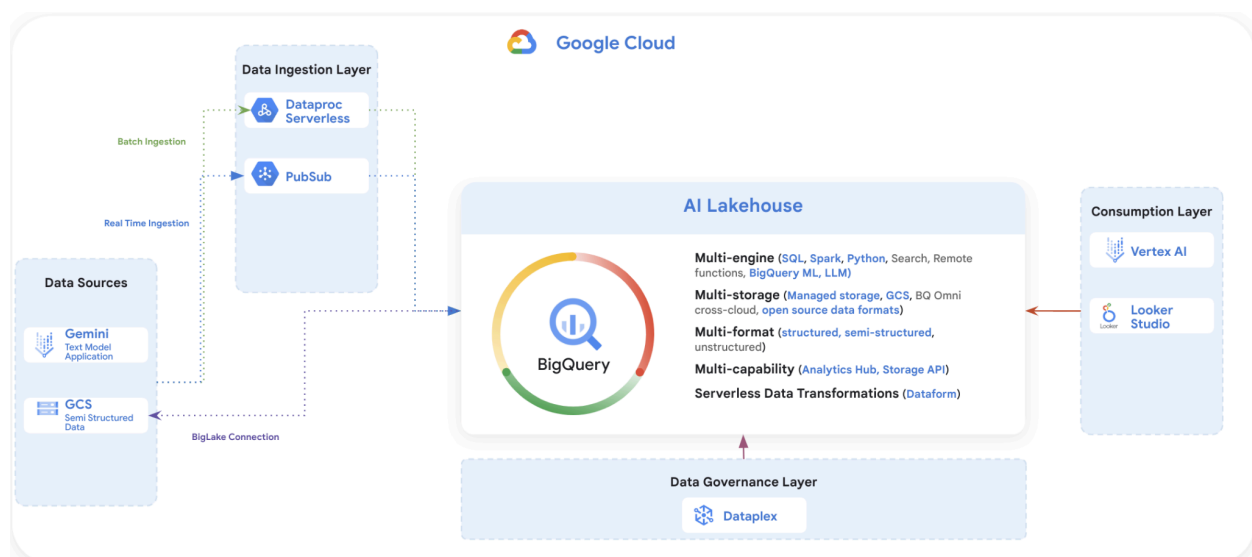 Google Cloud
Data Ingestion Layer
Dataproc
Serverless
Batch Ingestion
PubSub
Real Time Ingestion
Data Sources
Gemini
Text Model
Application
GCS
Semi Structured
Data
BigLake Connection
AI Lakehouse
BigQuery
Multi-engine (SQL, Spark, Python, Search, Remote
functions, BigQuery ML, LLM)
Multi-storage (Managed storage, GCS, BQ Omni
cross-cloud, open source data formats)
Multi-format (structured, semi-structured,
unstructured)
Multi-capability (Analytics Hub, Storage API)
Serverless Data Transformations (Dataform)
Consumption Layer
Vertex AI
Looker
Looker
Studio
Data Governance Layer
Dataplex